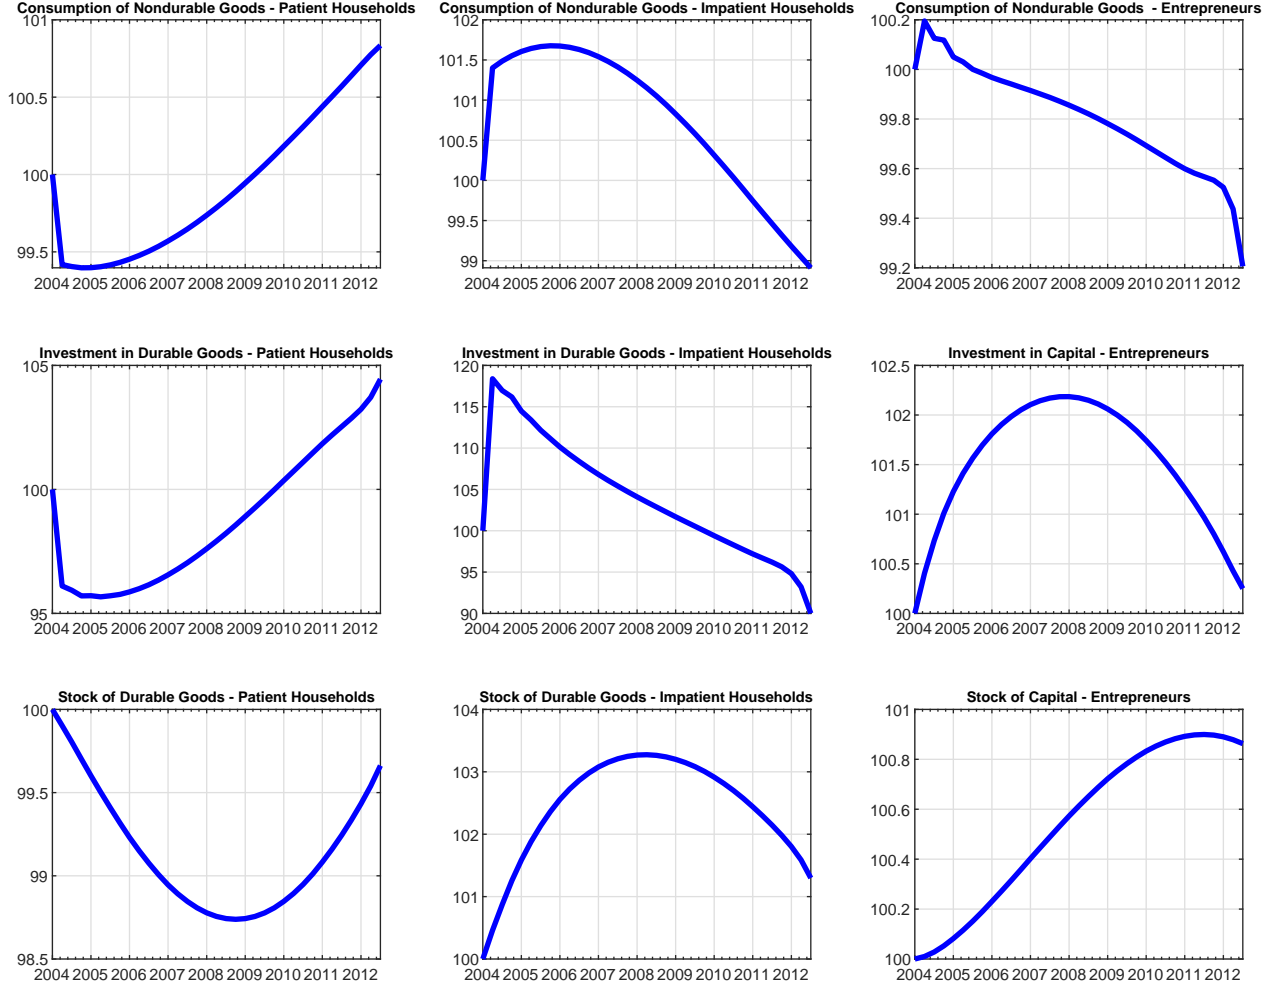 Consumption of Nondurable Goods - Patient Households
101
100.5
100
99.5
2004 2005 2006 2007 2008 2009 2010 2011 2012
Consumption of Nondurable Goods - Impatient Households
102
101.5
101
100.5
100
99.5
99
2004 2005 2006 2007 2008 2009 2010 2011 2012
Consumption of Nondurable Goods - Entrepreneurs
100.2
100
99.8
99.6
99.4
99.2
2004 2005 2006 2007 2008 2009 2010 2011 2012
Investment in Durable Goods - Patient Households
105
100
95
2004 2005 2006 2007 2008 2009 2010 2011 2012
Investment in Durable Goods - Impatient Households
120
115
110
105
100
95
90
2004 2005 2006 2007 2008 2009 2010 2011 2012
Investment in Capital - Entrepreneurs
102.5
102
101.5
101
100.5
100
2004 2005 2006 2007 2008 2009 2010 2011 2012
Stock of Durable Goods - Patient Households
100
99.5
99
98.5
2004 2005 2006 2007 2008 2009 2010 2011 2012
Stock of Durable Goods - Impatient Households
104
103
102
101
100
2004 2005 2006 2007 2008 2009 2010 2011 2012
Stock of Capital - Entrepreneurs
101
100.8
100.6
100.4
100.2
100
2004 2005 2006 2007 2008 2009 2010 2011 2012